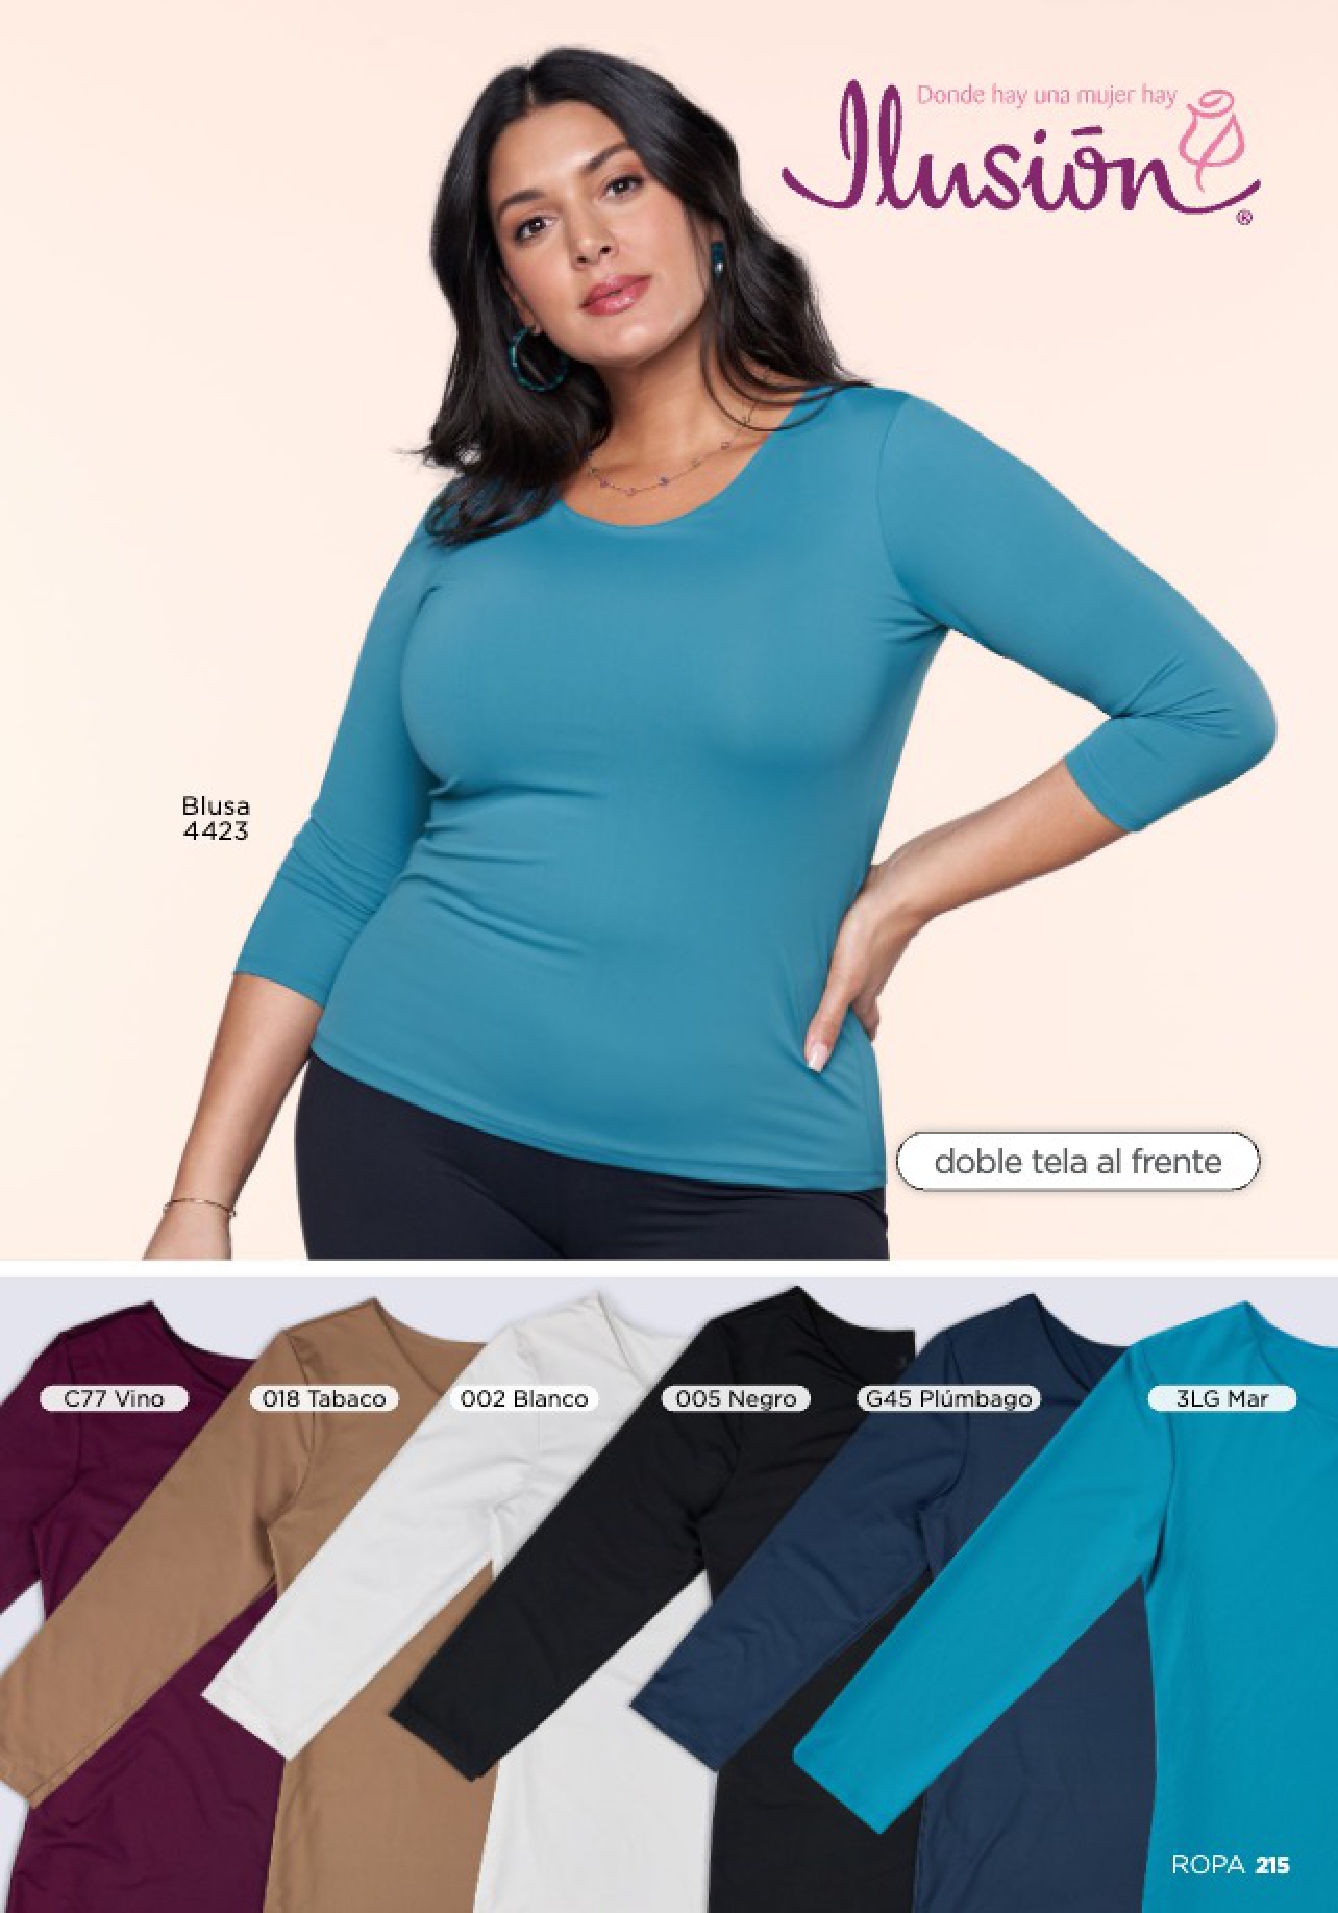 Donde hay una mujer hay
Ilusión
®
Blusa
4423
doble tela al frente
C77 Vino
018 Tabaco
002 Blanco
005 Negro
G45 Plúmbago
3LG Mar
ROPA 215